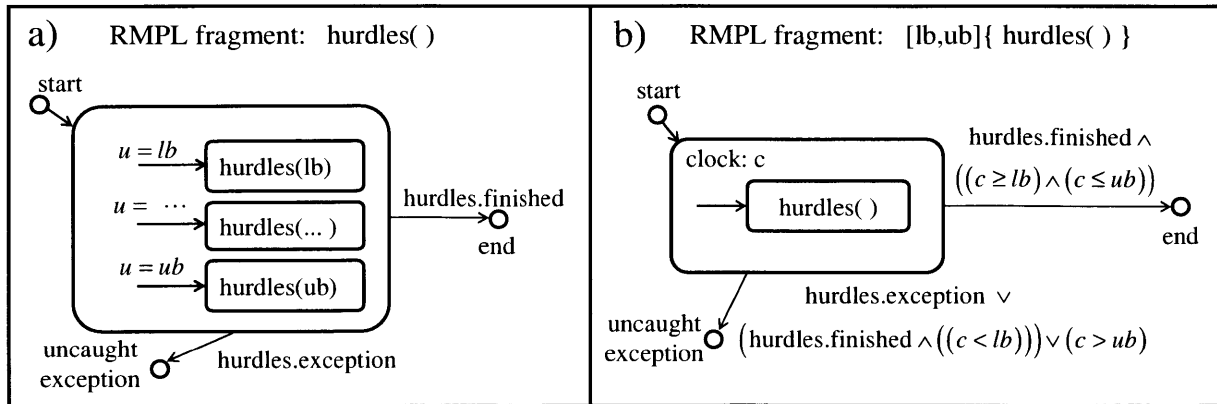 a) RMPL fragment: hurdles( )
start
u = lb
hurdles(lb)
u = ⋯
hurdles(... )
u = ub
hurdles(ub)
hurdles.finished
end
uncaught
exception
hurdles.exception
b) RMPL fragment: [lb,ub]{ hurdles( ) }
start
clock: c
hurdles( )
hurdles.finished ∧
((c ≥ lb) ∧ (c ≤ ub))
end
hurdles.exception ∨
uncaught
exception
(hurdles.finished ∧ ((c < lb))) ∨ (c > ub)